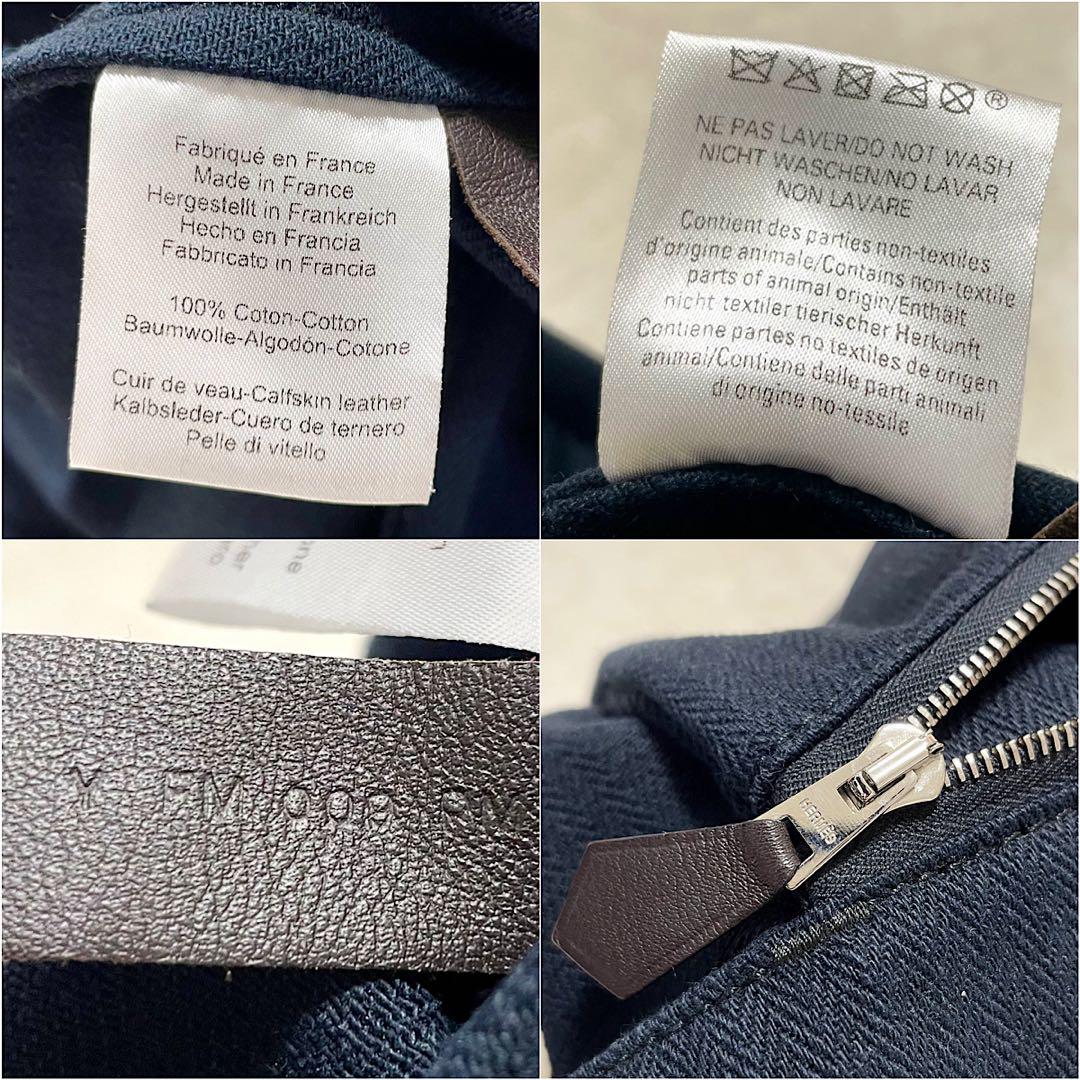 Fabriqué en France
Made in France
Hergestellt in Frankreich
Hecho en Francia
Fabbricato in Francia
100% Coton-Cotton
Baumwolle-Algodón-Cotone
Cuir de veau-Calfskin leather
Kalbsleder-Cuero de ternero
Pelle di vitello
®
NE PAS LAVER/DO NOT WASH
NICHT WASCHEN/NO LAVAR
NON LAVARE
Contient des parties non-textiles
d'origine animale/Contains non-textile
parts of animal origin/Enthält
nicht textiler tierischer Herkunft
Contiene partes no textiles de origen
animal/Contiene delle parti animali
di origine no-tessile
Y
HERMÈS